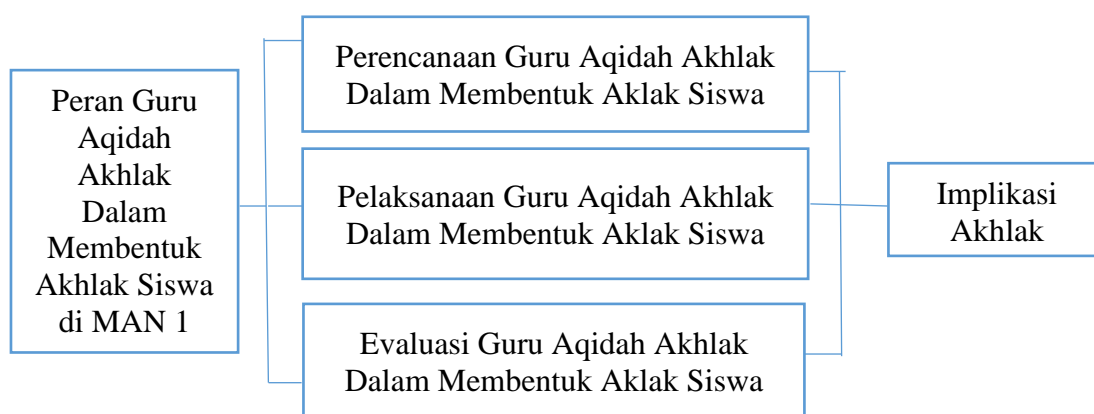 Peran Guru
Aqidah
Akhlak
Dalam
Membentuk
Akhlak Siswa
di MAN 1
Perencanaan Guru Aqidah Akhlak
Dalam Membentuk Aklak Siswa
Pelaksanaan Guru Aqidah Akhlak
Dalam Membentuk Aklak Siswa
Evaluasi Guru Aqidah Akhlak
Dalam Membentuk Aklak Siswa
Implikasi
Akhlak